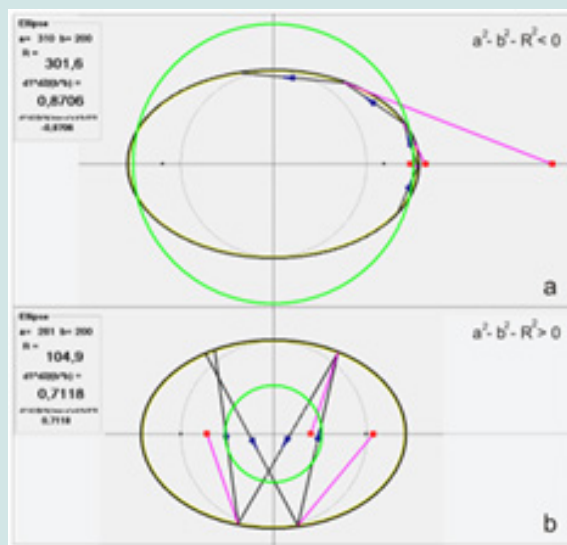 Ellipse
a= 310 b= 200
R =
301,6
0,8706
-0,8706
a²- b²- R²< 0
a
Ellipse
a= 261 b= 200
R =
104,9
0,7118
0,7118
a²- b²- R²> 0
b